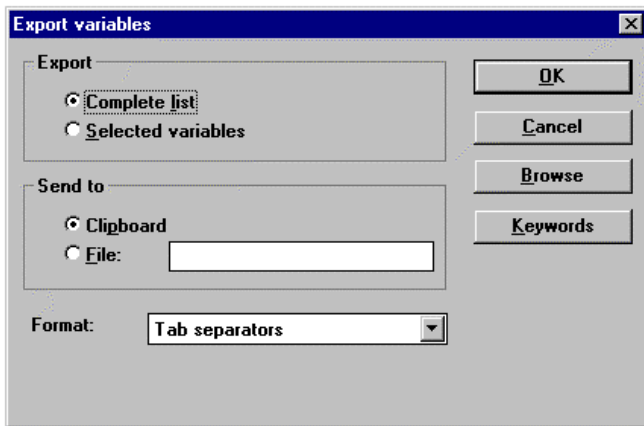 Export variables
Export
Complete list
Selected variables
Send to
Clipboard
File:
Format:
Tab separators
OK
Cancel
Browse
Keywords